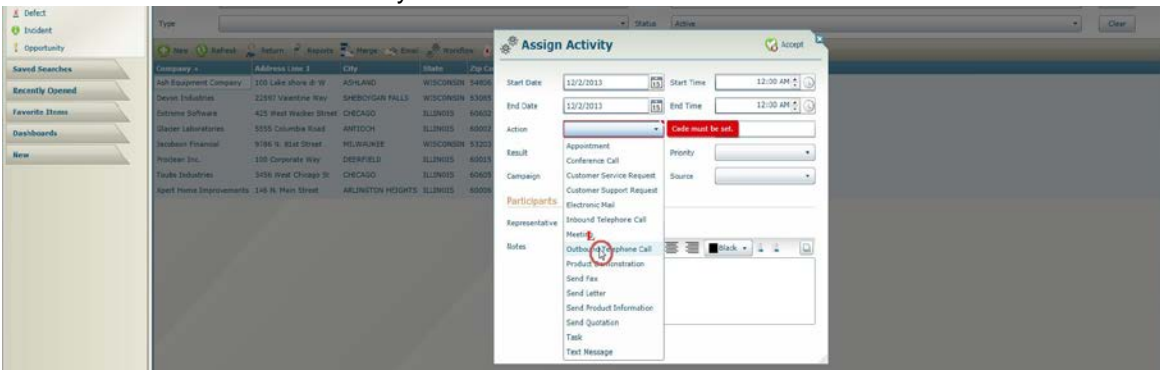 Defect
Incident
Opportunity
Saved Searches
Recently Opened
Favorite Items
Dashboards
New
Type Status Active Clear
New Refresh Return Reports Merge Email Workflow
Company Address Line 1 City State
Ash Equipment Company 100 Lake shore dr W ASHLAND WISCONSIN 54806
Devon Industries Valentine Way SHEBOYGAN FALLS WISCONSIN
Extreme Software 425 West Wacker Street CHICAGO ILLINOIS
Glacier Laboratories 5555 Columbia Road ANTIOCH ILLINOIS 60002
Jacobson Financial 9786 N. 81st Street MILWAUKEE WISCONSIN 53203
Proclean Inc. 100 Corporate Way DEERFIELD ILLINOIS 60015
3456 West Chicago St CHICAGO ILLINOIS
Xpert Home Improvements 146 N. Main Street ARLINGTON HEIGHTS ILLINOIS
Assign Activity Accept
Start Date 12/2/2013 Start Time 12:00 AM
End Date 12/2/2013 End Time 12:00 AM
Action Code must be set.
Result Priority
Campaign Source
Participants
Representative
Notes
Black
Appointment
Conference Call
Customer Service Request
Customer Support Request
Electronic Mail
Inbound Telephone Call
Meeting
Outbound Telephone Call
Product Demonstration
Send Fax
Send Letter
Send Product Information
Send Quotation
Task
Text Message